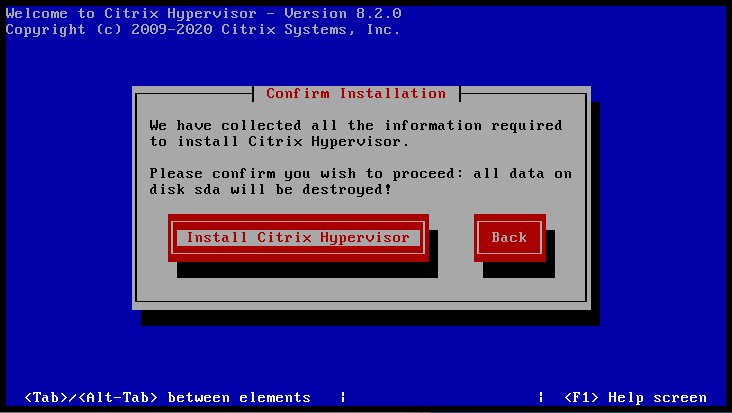 Welcome to Citrix Hypervisor - Version 8.2.0
Copyright (c) 2009-2020 Citrix Systems, Inc.
Confirm Installation
We have collected all the information required
to install Citrix Hypervisor.
Please confirm you wish to proceed: all data on
disk sda will be destroyed!
Install Citrix Hypervisor Back
<Tab>/<Alt-Tab> between elements | | <F1> Help screen